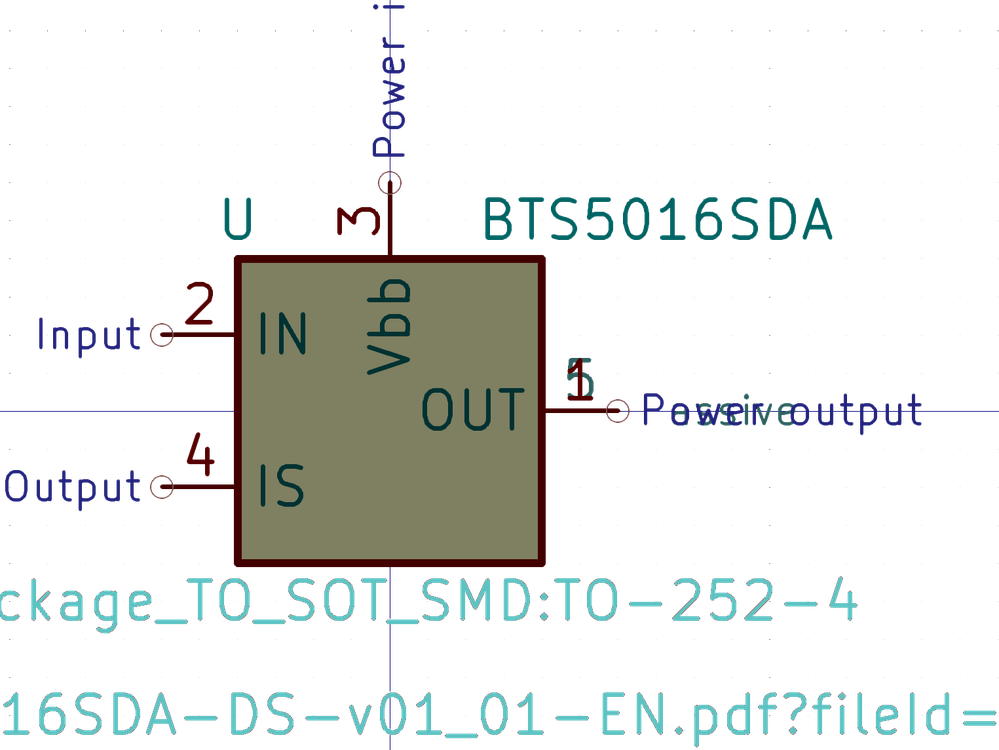 Power i
U
BTS5016SDA
3
2
Input
IN
Vbb
5
1
OUT
Power output
4
Output
IS
ckage_TO_SOT_SMD:TO-252-4
16SDA-DS-v01_01-EN.pdf?fileId=